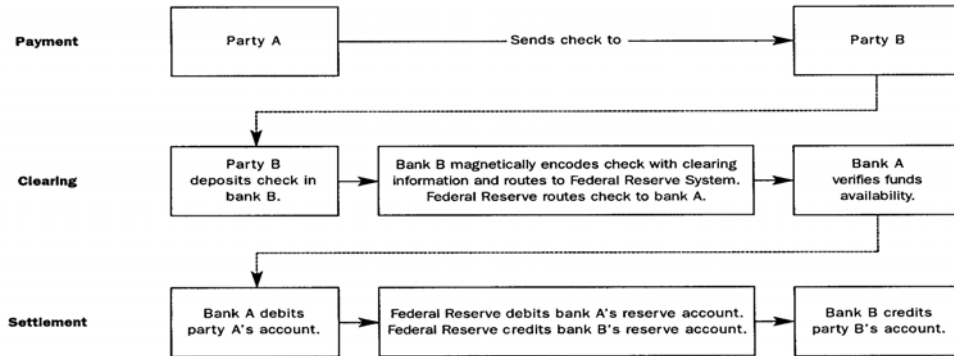 Payment
Party A
Sends check to
Party B
Clearing
Party B
deposits check in
bank B.
Bank B magnetically encodes check with clearing
information and routes to Federal Reserve System.
Federal Reserve routes check to bank A.
Bank A
verifies funds
availability.
Settlement
Bank A debits
party A's account.
Federal Reserve debits bank A's reserve account.
Federal Reserve credits bank B's reserve account.
Bank B credits
party B's account.